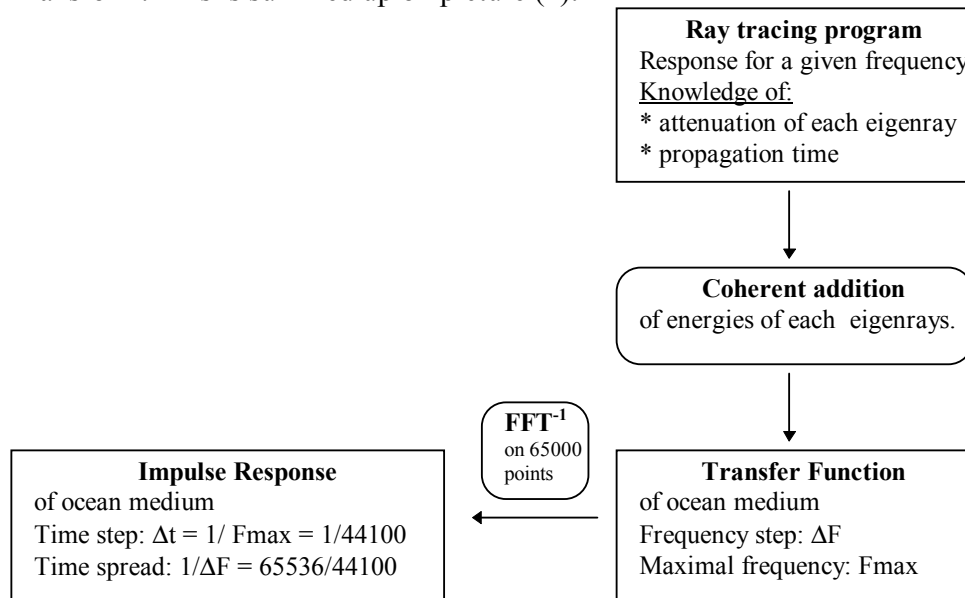 Ray tracing program
Response for a given frequency
Knowledge of:
* attenuation of each eigenray
* propagation time
Coherent addition
of energies of each eigenrays.
FFT-1
on 65000
points
Impulse Response
of ocean medium
Time step: Δt = 1/ Fmax = 1/44100
Time spread: 1/ΔF = 65536/44100
Transfer Function
of ocean medium
Frequency step: ΔF
Maximal frequency: Fmax